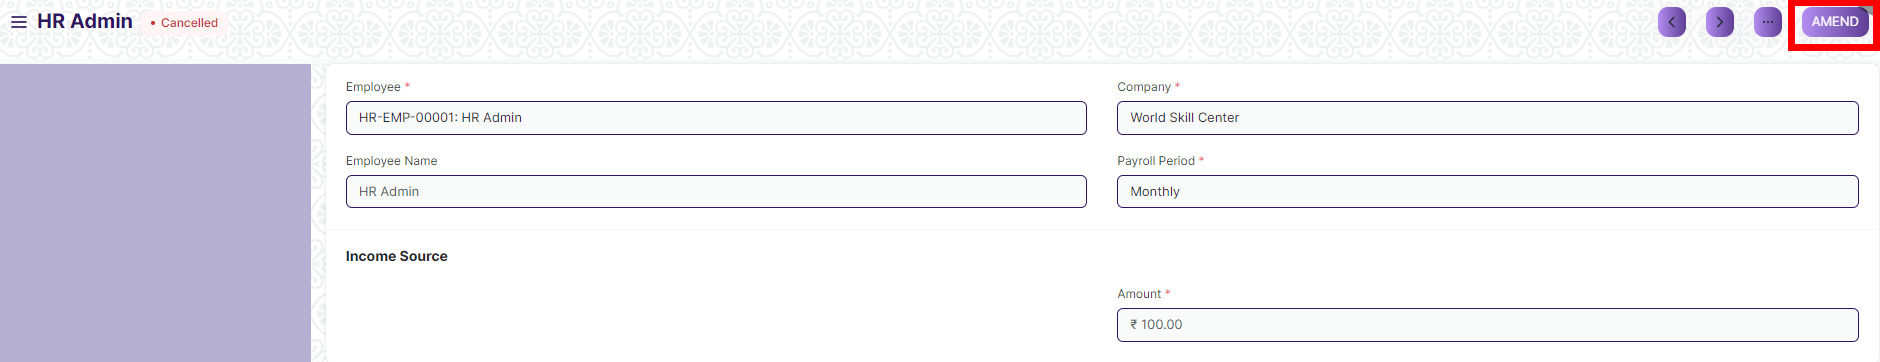 HR Admin • Cancelled ··· AMEND
Employee * Company *
HR-EMP-00001: HR Admin World Skill Center
Employee Name Payroll Period *
HR Admin Monthly
Income Source
Amount *
₹ 100.00